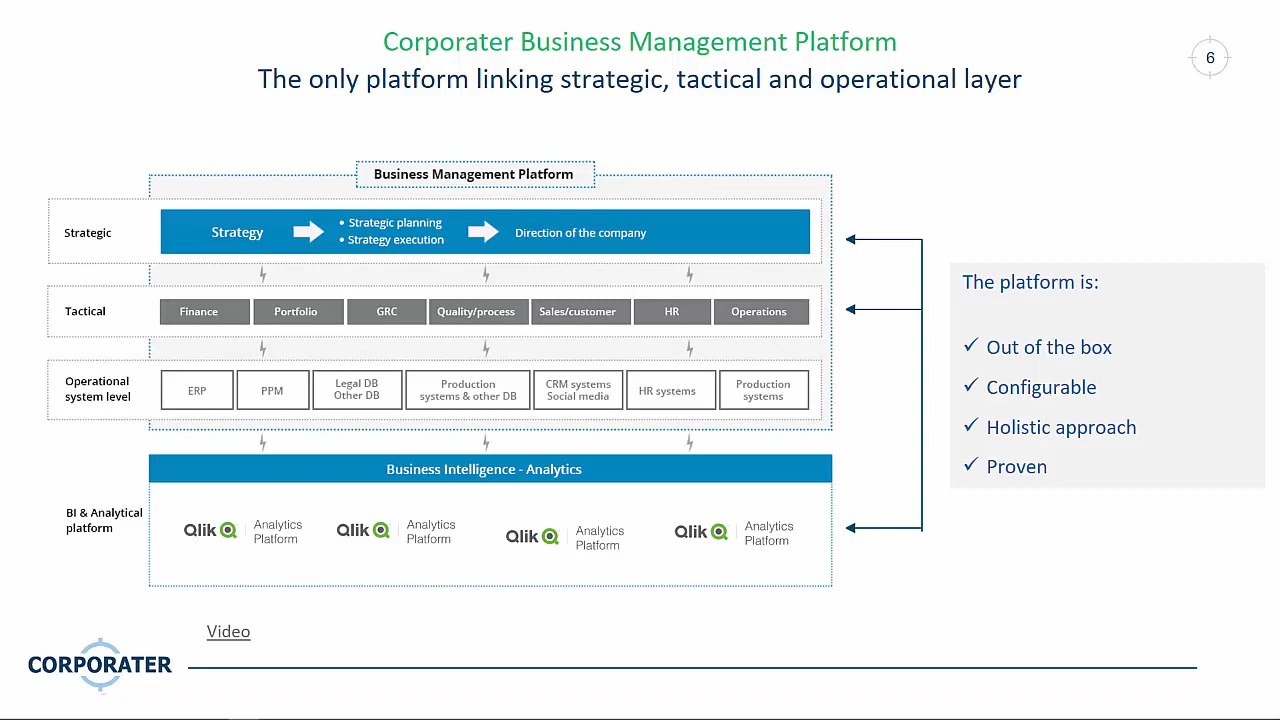 Corporater Business Management Platform
The only platform linking strategic, tactical and operational layer
6
Business Management Platform
Strategic
Strategy
• Strategic planning
• Strategy execution
Direction of the company
Tactical
Finance
Portfolio
GRC
Quality/process
Sales/customer
HR
Operations
Operational
system level
ERP
PPM
Legal DB
Other DB
Production
systems & other DB
CRM systems
Social media
HR systems
Production
systems
Business Intelligence - Analytics
BI & Analytical
platform
Qlik
Analytics
Platform
Qlik
Analytics
Platform
Qlik
Analytics
Platform
Qlik
Analytics
Platform
The platform is:
✓ Out of the box
✓ Configurable
✓ Holistic approach
✓ Proven
Video
CORPORATER